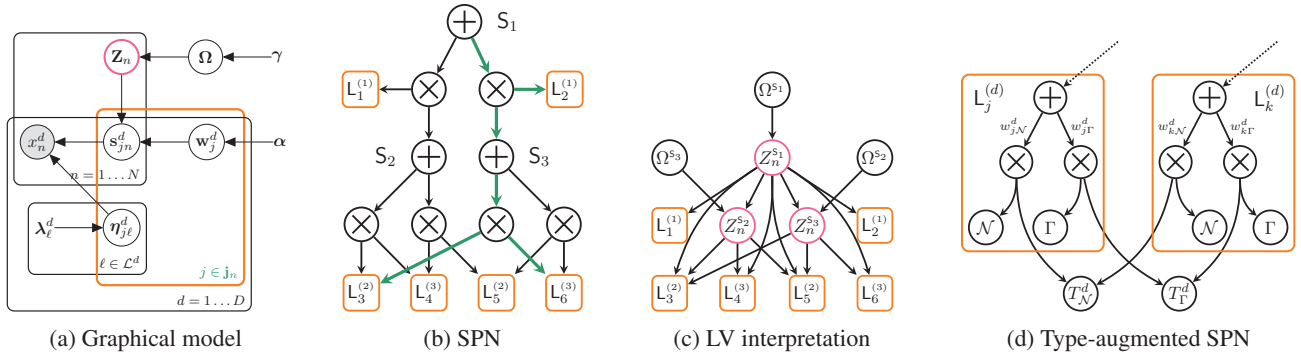 Z_n Ω γ
x_n^d s_{jn}^d w_j^d α
n = 1 … N
λ_ℓ^d η_{jℓ}^d
ℓ ∈ 𝓛^d
j ∈ j_n
d = 1 … D
(a) Graphical model
+ S_1
L_1^{(1)} × × L_2^{(1)}
S_2 + + S_3
× × × ×
L_3^{(2)} L_4^{(3)} L_5^{(2)} L_6^{(3)}
(b) SPN
Ω^{S_1}
Ω^{S_3} Z_n^{S_1} Ω^{S_2}
L_1^{(1)} Z_n^{S_2} Z_n^{S_3} L_2^{(1)}
L_3^{(2)} L_4^{(3)} L_5^{(2)} L_6^{(3)}
(c) LV interpretation
L_j^{(d)} + + L_k^{(d)}
w_{j𝒩} w_{jΓ} w_{k𝒩} w_{kΓ}
× × × ×
𝒩 Γ 𝒩 Γ
T_𝒩^d T_Γ^d
(d) Type-augmented SPN